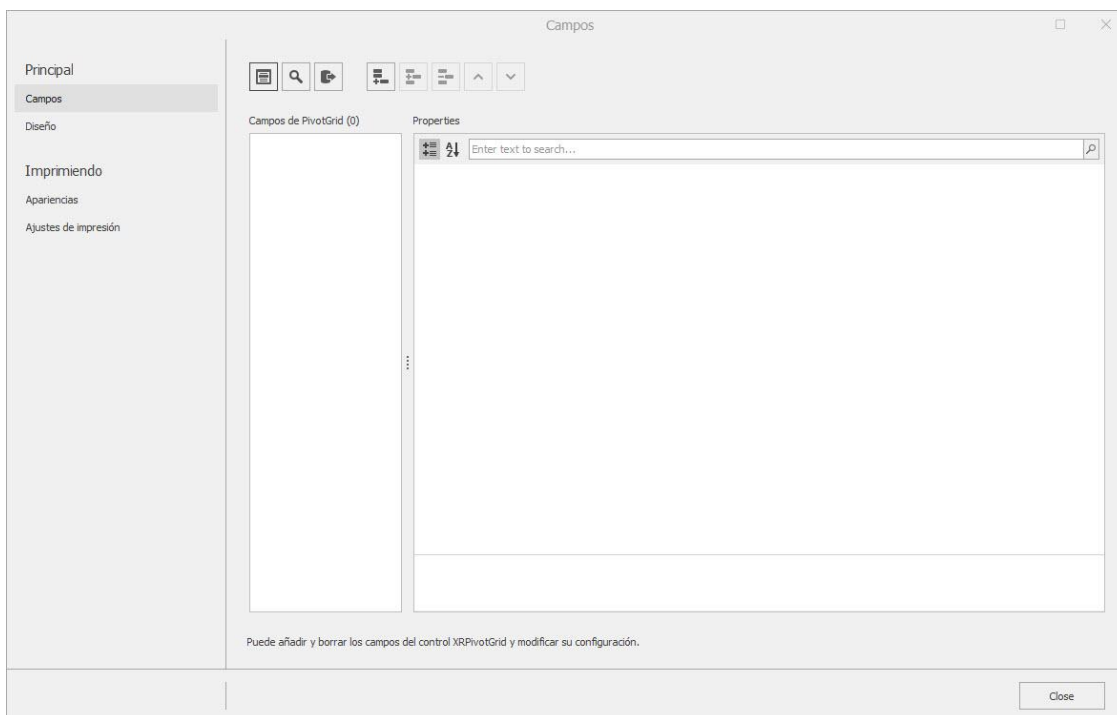 Campos
Principal
Campos
Diseño
Imprimiendo
Apariencias
Ajustes de impresión
Campos de PivotGrid (0)
Properties
Enter text to search...
Puede añadir y borrar los campos del control XRPivotGrid y modificar su configuración.
Close